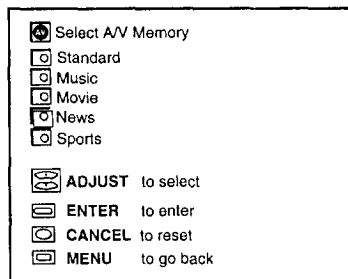 Select A/V Memory
Standard
Music
Movie
News
Sports
ADJUST to select
ENTER to enter
CANCEL to reset
MENU to go back